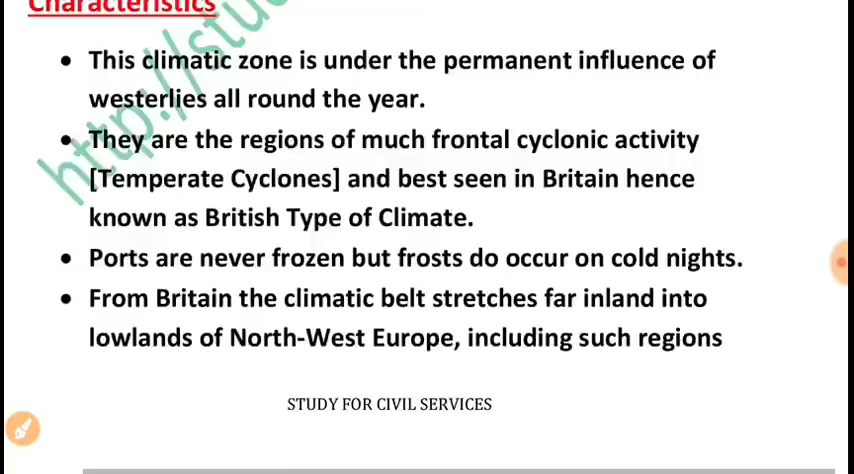 Characteristics
http://stu
• This climatic zone is under the permanent influence of
westerlies all round the year.
• They are the regions of much frontal cyclonic activity
[Temperate Cyclones] and best seen in Britain hence
known as British Type of Climate.
• Ports are never frozen but frosts do occur on cold nights.
• From Britain the climatic belt stretches far inland into
lowlands of North-West Europe, including such regions
STUDY FOR CIVIL SERVICES